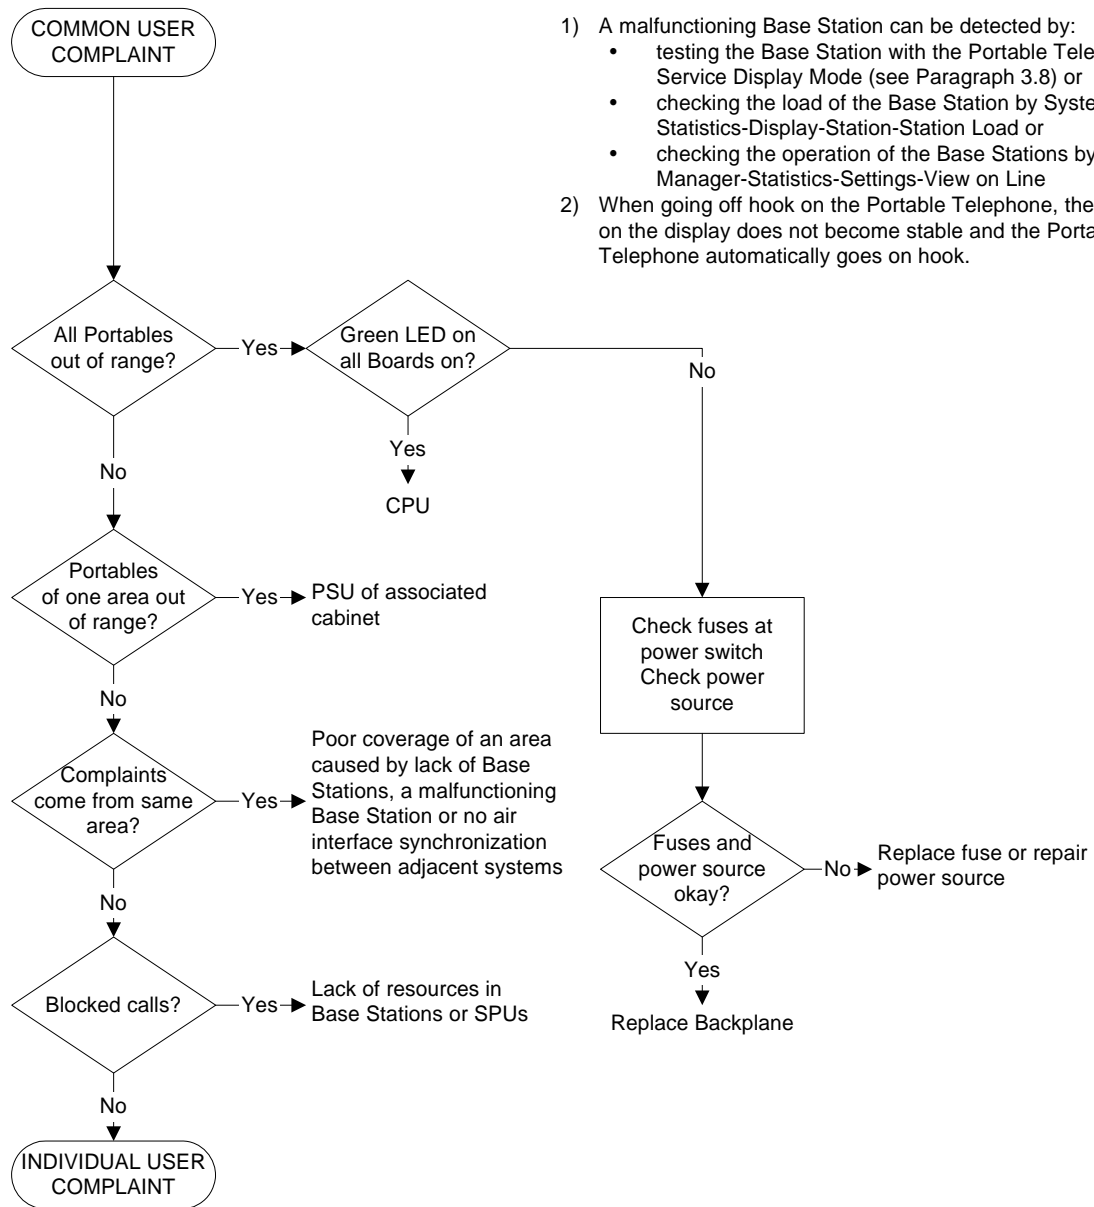 COMMON USER
COMPLAINT
1) A malfunctioning Base Station can be detected by:
• testing the Base Station with the Portable Tele
Service Display Mode (see Paragraph 3.8) or
• checking the load of the Base Station by Syste
Statistics-Display-Station-Station Load or
• checking the operation of the Base Stations by
Manager-Statistics-Settings-View on Line
2) When going off hook on the Portable Telephone, the
on the display does not become stable and the Porta
Telephone automatically goes on hook.
All Portables
out of range?
Yes
Green LED on
all Boards on?
No
Yes
CPU
No
Portables
of one area out
of range?
Yes
PSU of associated
cabinet
Check fuses at
power switch
Check power
source
No
Complaints
come from same
area?
Yes
Poor coverage of an area
caused by lack of Base
Stations, a malfunctioning
Base Station or no air
interface synchronization
between adjacent systems
Fuses and
power source
okay?
No
Replace fuse or repair
power source
No
Yes
Replace Backplane
Blocked calls?
Yes
Lack of resources in
Base Stations or SPUs
No
INDIVIDUAL USER
COMPLAINT